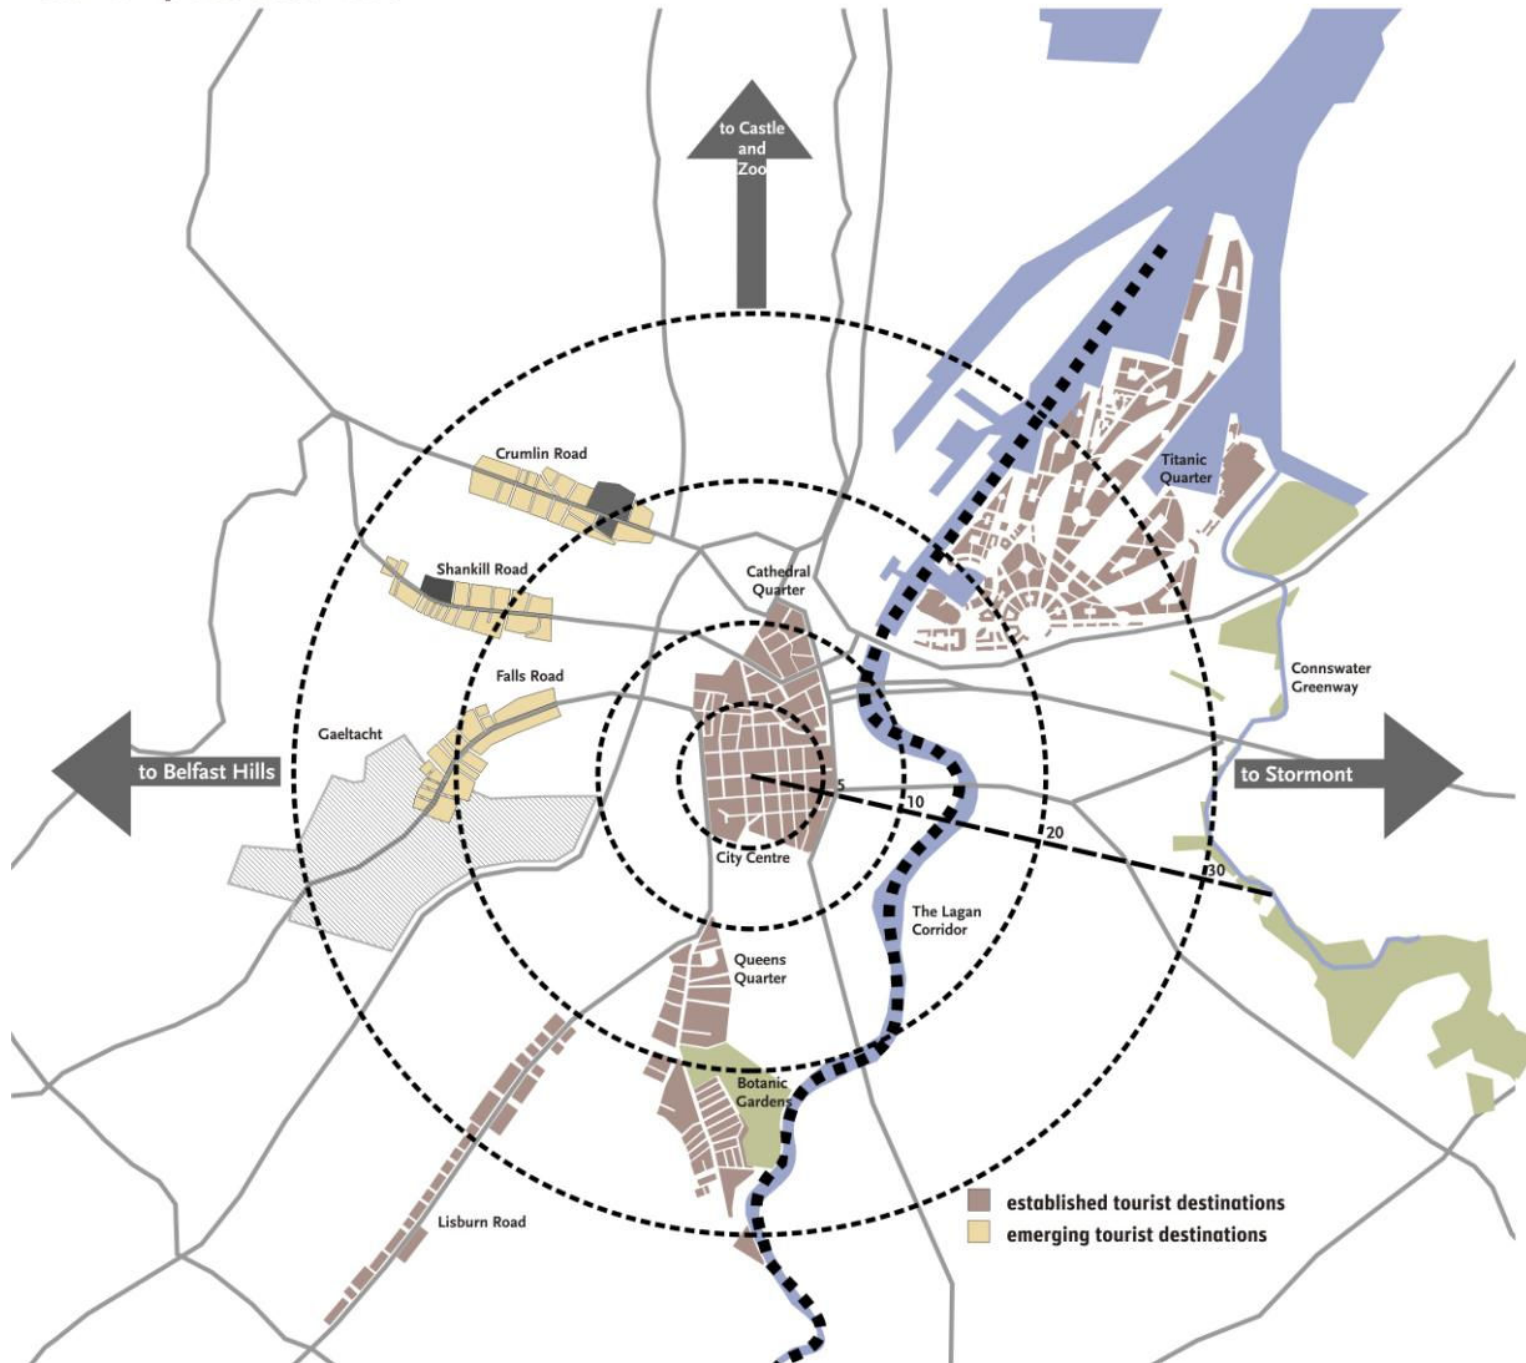 to Castle
and
Zoo
Crumlin Road
Titanic
Quarter
Shankill Road
Cathedral
Quarter
Falls Road
Connswater
Greenway
Gaeltacht
to Belfast Hills
to Stormont
5
10
20
30
City Centre
The Lagan
Corridor
Queens
Quarter
Botanic
Gardens
Lisburn Road
established tourist destinations
emerging tourist destinations